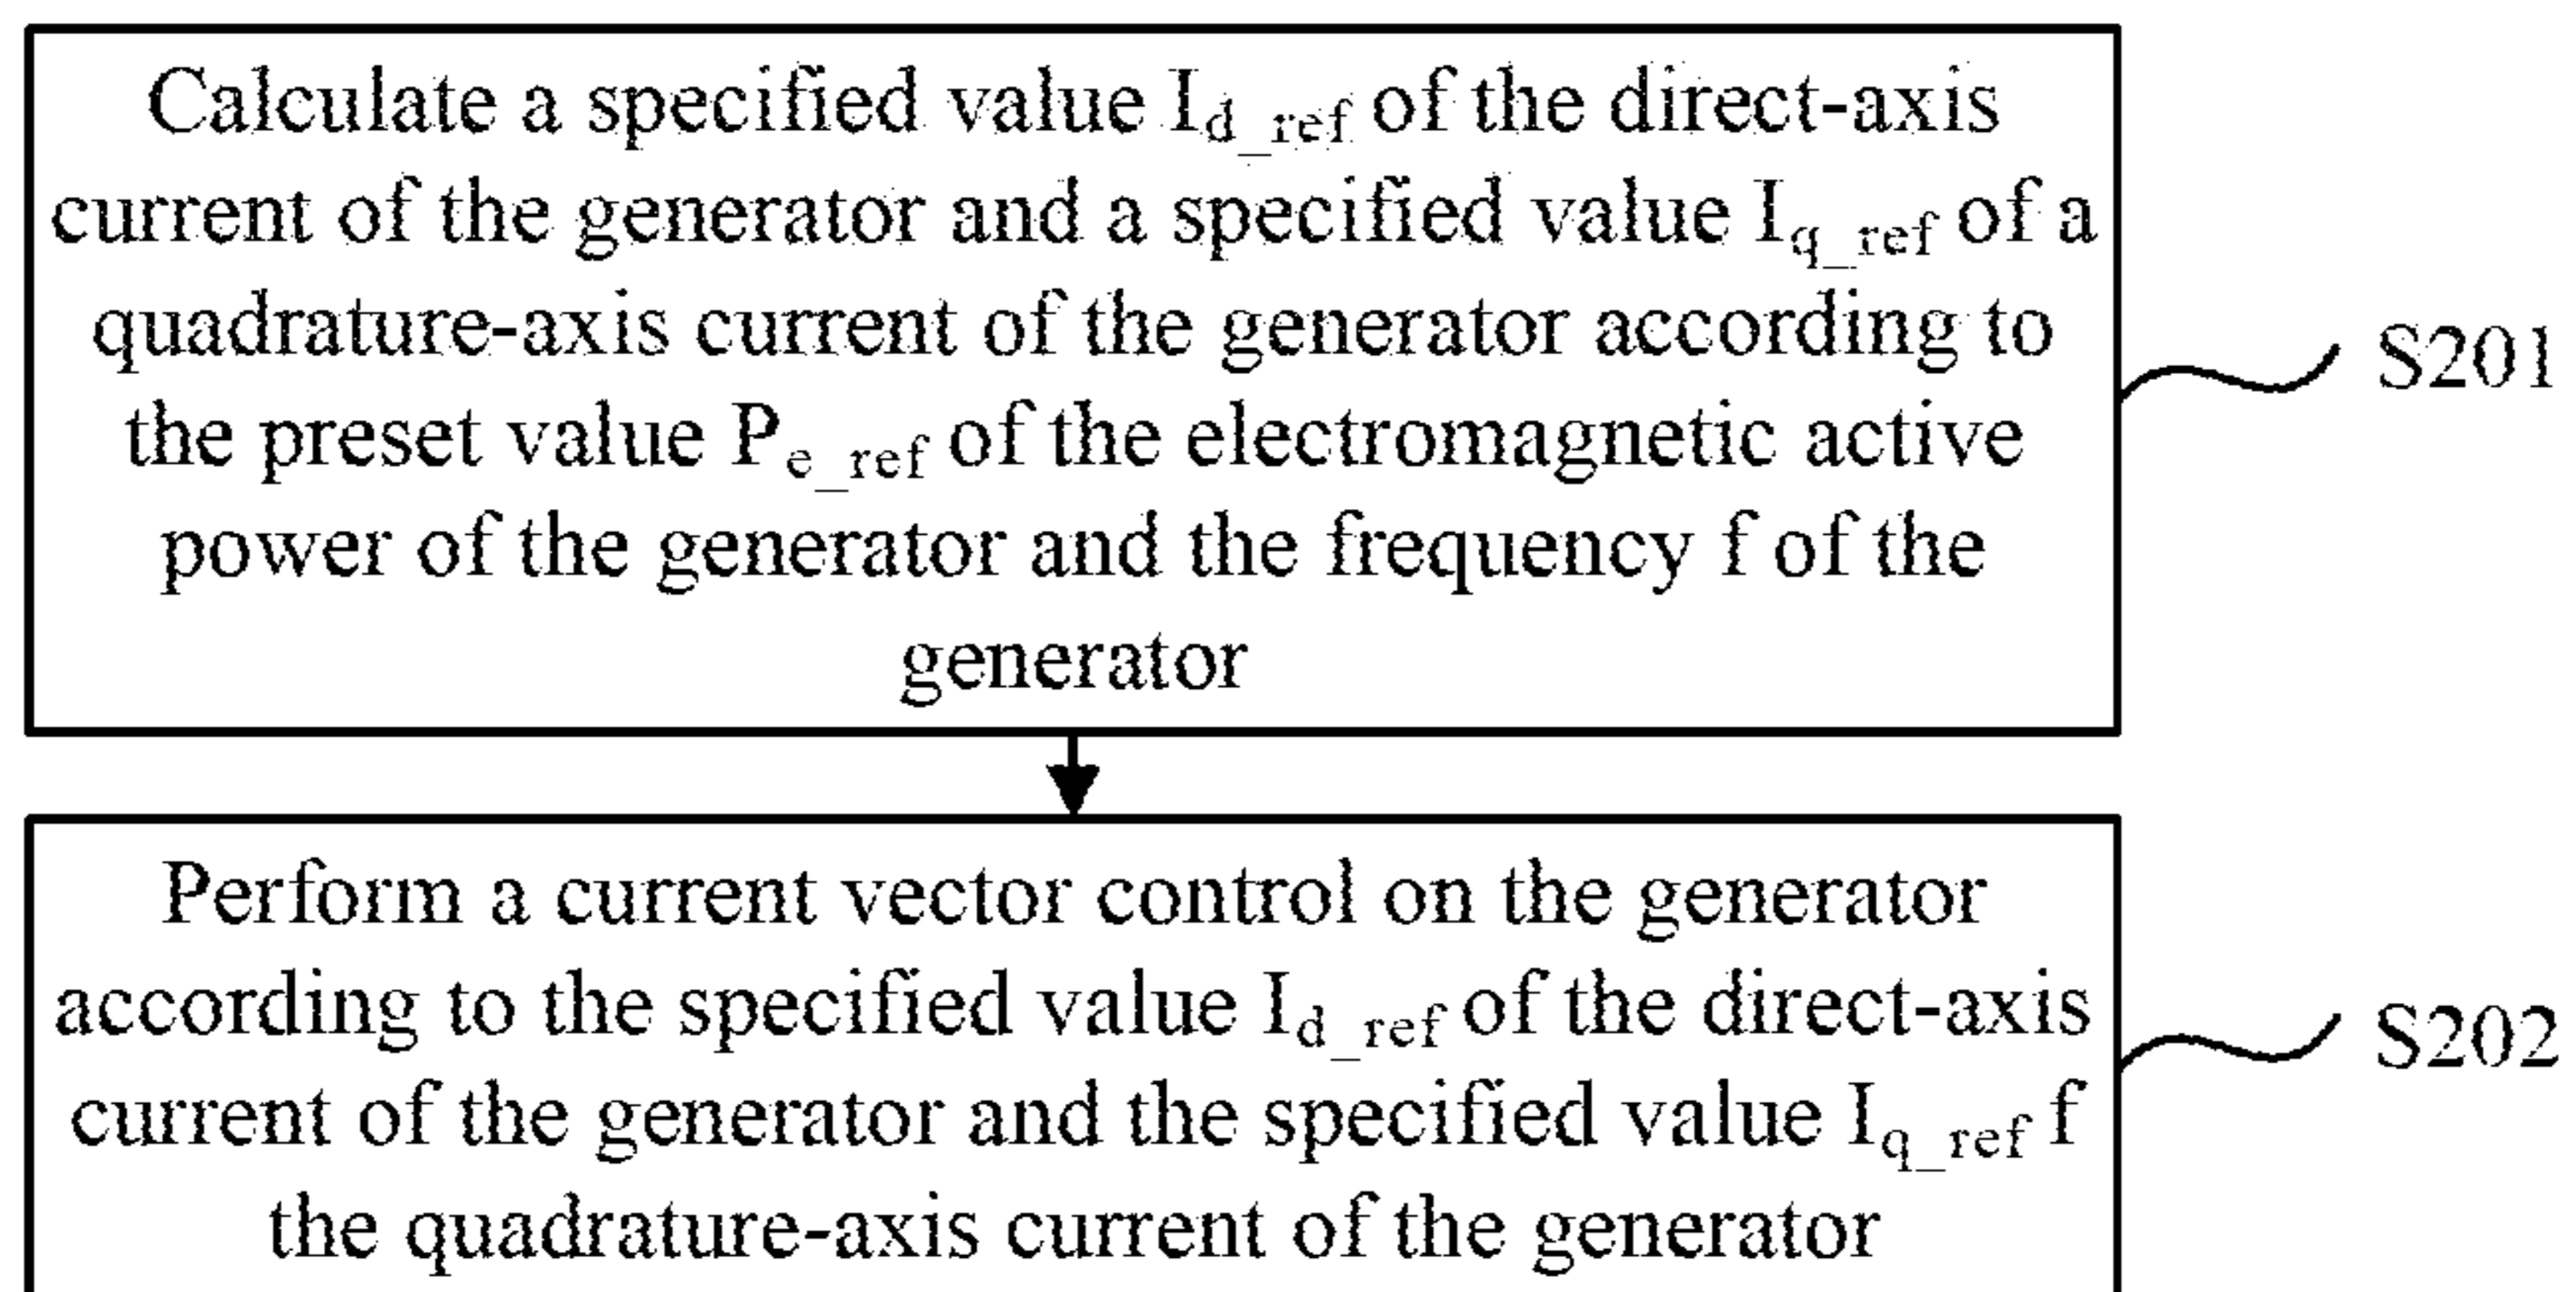 Calculate a specified value I_d_ref of the direct-axis
current of the generator and a specified value I_q_ref of a
quadrature-axis current of the generator according to
the preset value P_e_ref of the electromagnetic active
power of the generator and the frequency f of the
generator
S201
Perform a current vector control on the generator
according to the specified value I_d_ref of the direct-axis
current of the generator and the specified value I_q_ref f
the quadrature-axis current of the generator
S202